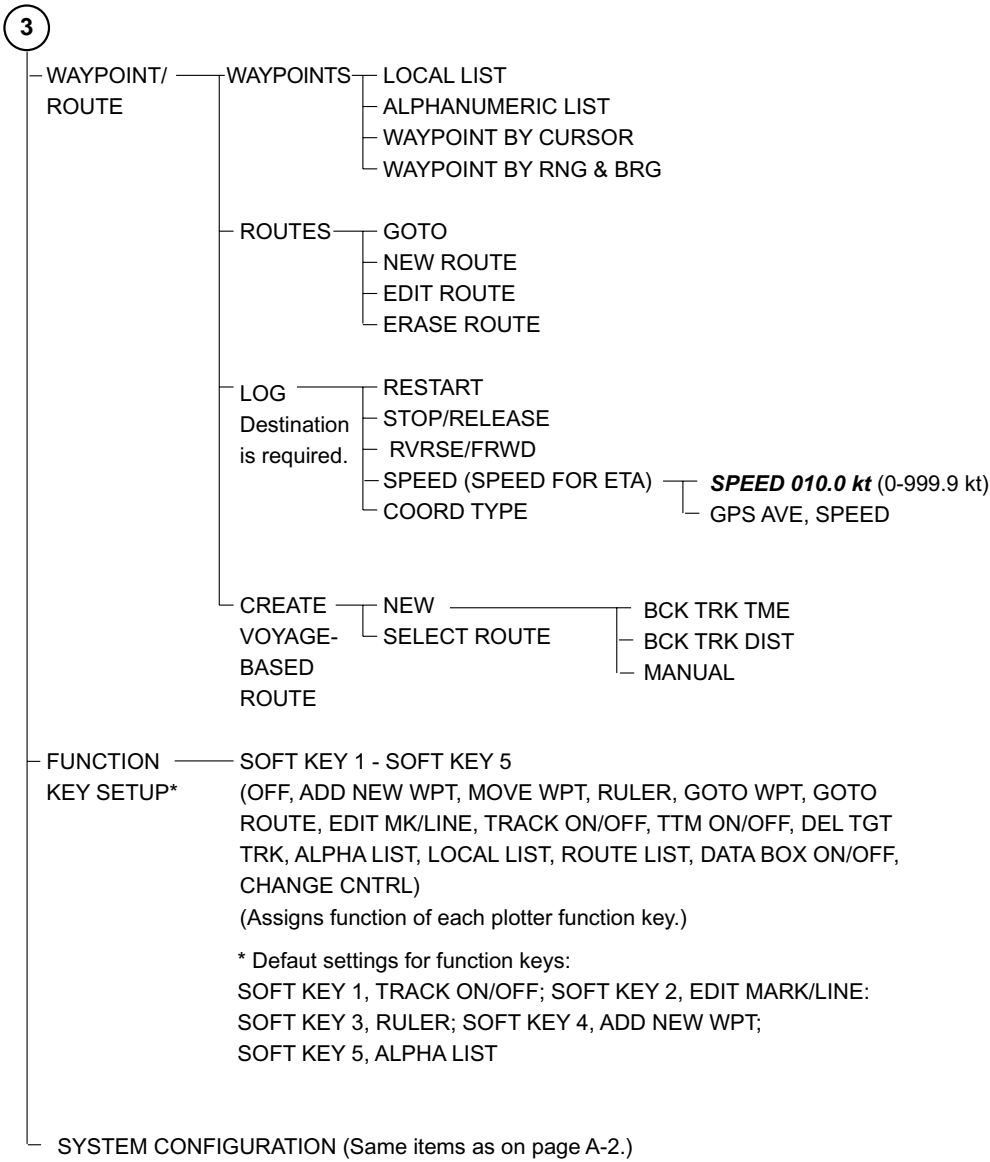 3
WAYPOINT/ WAYPOINTS LOCAL LIST
ROUTE ALPHANUMERIC LIST
WAYPOINT BY CURSOR
WAYPOINT BY RNG & BRG
ROUTES GOTO
NEW ROUTE
EDIT ROUTE
ERASE ROUTE
LOG RESTART
Destination STOP/RELEASE
is required. RVRSE/FRWD
SPEED (SPEED FOR ETA) SPEED 010.0 kt (0-999.9 kt)
COORD TYPE GPS AVE, SPEED
CREATE NEW BCK TRK TME
VOYAGE- SELECT ROUTE BCK TRK DIST
BASED MANUAL
ROUTE
FUNCTION SOFT KEY 1 - SOFT KEY 5
KEY SETUP* (OFF, ADD NEW WPT, MOVE WPT, RULER, GOTO WPT, GOTO
ROUTE, EDIT MK/LINE, TRACK ON/OFF, TTM ON/OFF, DEL TGT
TRK, ALPHA LIST, LOCAL LIST, ROUTE LIST, DATA BOX ON/OFF,
CHANGE CNTRL)
(Assigns function of each plotter function key.)
* Defaut settings for function keys:
SOFT KEY 1, TRACK ON/OFF; SOFT KEY 2, EDIT MARK/LINE:
SOFT KEY 3, RULER; SOFT KEY 4, ADD NEW WPT;
SOFT KEY 5, ALPHA LIST
SYSTEM CONFIGURATION (Same items as on page A-2.)